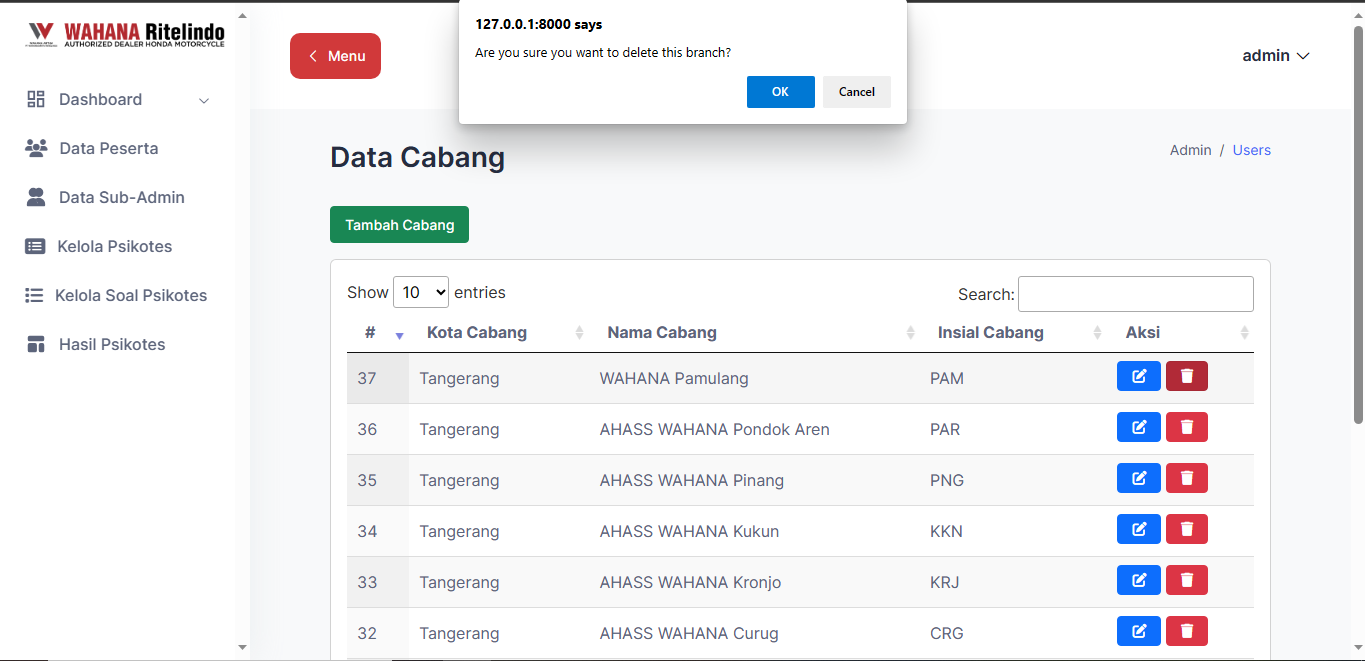 127.0.0.1:8000 says
Are you sure you want to delete this branch?
OK Cancel
WAHANA Ritelindo
AUTHORIZED DEALER HONDA MOTORCYCLE
Menu
admin
Dashboard
Data Peserta
Data Sub-Admin
Kelola Psikotes
Kelola Soal Psikotes
Hasil Psikotes
Data Cabang
Admin / Users
Tambah Cabang
Show 10 entries
Search:
# Kota Cabang Nama Cabang Insial Cabang Aksi
37 Tangerang WAHANA Pamulang PAM
36 Tangerang AHASS WAHANA Pondok Aren PAR
35 Tangerang AHASS WAHANA Pinang PNG
34 Tangerang AHASS WAHANA Kukun KKN
33 Tangerang AHASS WAHANA Kronjo KRJ
32 Tangerang AHASS WAHANA Curug CRG